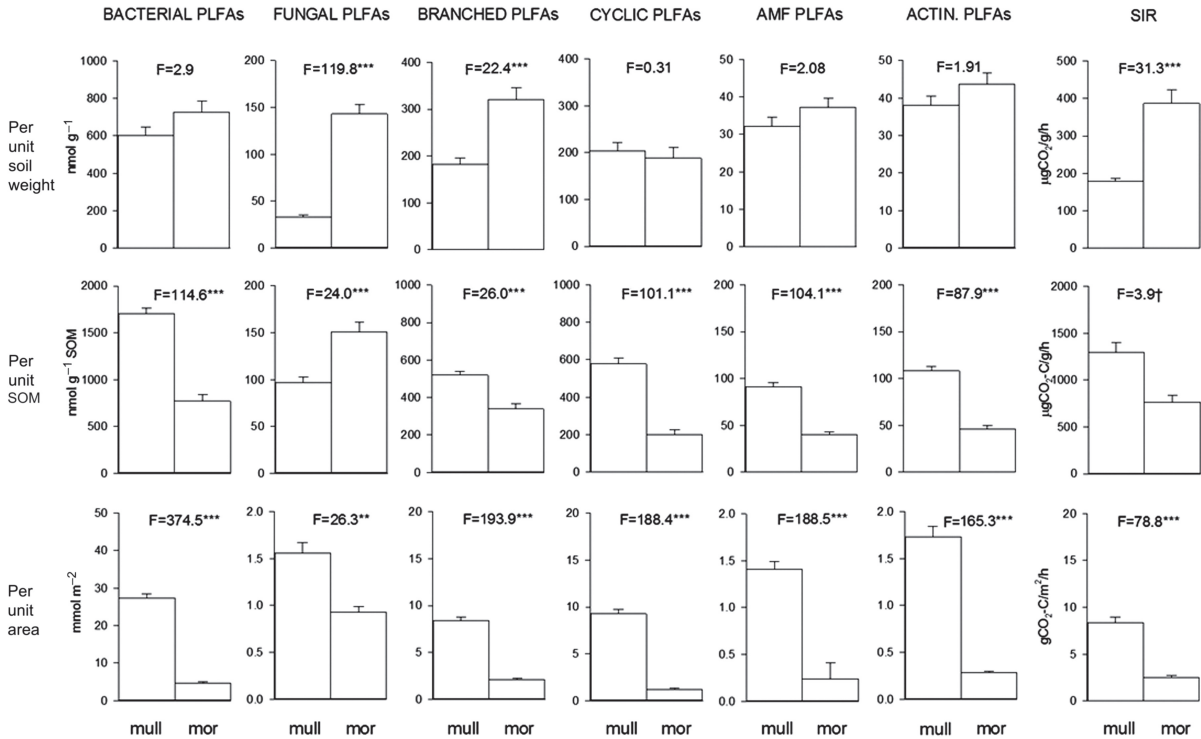 BACTERIAL PLFAs FUNGAL PLFAs BRANCHED PLFAs CYCLIC PLFAs AMF PLFAs ACTIN. PLFAs SIR
Per
unit
soil
weight
nmol g⁻¹
1000
800
600
400
200
0
F=2.9
200
150
100
50
0
F=119.8***
400
300
200
100
0
F=22.4***
400
300
200
100
0
F=0.31
50
40
30
20
10
0
F=2.08
50
40
30
20
10
0
F=1.91
µgCO₂/g/h
500
400
300
200
100
0
F=31.3***
Per
unit
SOM
nmol g⁻¹ SOM
2000
1500
1000
500
0
F=114.6***
200
150
100
50
0
F=24.0***
1000
800
600
400
200
0
F=26.0***
1000
800
600
400
200
0
F=101.1***
200
150
100
50
0
F=104.1***
200
150
100
50
0
F=87.9***
µgCO₂-C/g/h
2000
1500
1000
500
0
F=3.9†
Per
unit
area
mmol m⁻²
50
40
30
20
10
0
F=374.5***
2.0
1.5
1.0
0.5
0.0
F=26.3**
20
15
10
5
0
F=193.9***
20
15
10
5
0
F=188.4***
2.0
1.5
1.0
0.5
0.0
F=188.5***
2.0
1.5
1.0
0.5
0.0
F=165.3***
gCO₂-C/m²/h
20
15
10
5
0
F=78.8***
mull mor mull mor mull mor mull mor mull mor mull mor mull mor